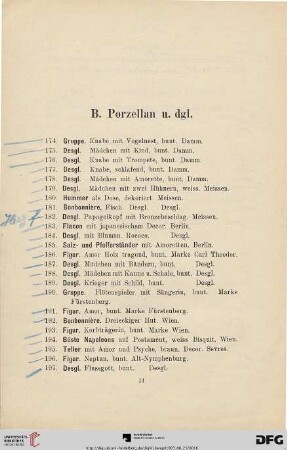 B. Porzellan u. dgl.
174. Gruppe. Knabe mit Vogelnest, bunt. Damm.
175. Desgl. Mädchen mit Kind, bunt. Damm.
176. Desgl. Knabe mit Trompete, bunt. Damm.
177. Desgl. Knabe, schlafend, bunt. Damm.
178. Desgl. Mädchen mit Amorette, bunt. Damm.
179. Desgl. Mädchen mit zwei Hühnern, weiss. Meissen.
180. Hummer als Dose, dekoriert Meissen.
181. Bonbonnière, Fisch. Desgl. Desgl.
182. Desgl. Papageikopf mit Bronzebeschlag. Meissen.
183. Flacon mit japanischem Decor. Berlin.
184. Desgl. mit Blumen. Rococo. Desgl.
185. Salz- und Pfefferständer mit Amoretten. Berlin.
186. Figur. Amor Holz tragend, bunt. Marke Carl Theodor.
187. Desgl. Mädchen mit Bändern, bunt. Desgl.
188. Desgl. Mädchen mit Kanne u. Schale, bunt. Desgl.
189. Desgl. Krieger mit Schild, bunt. Desgl.
190. Gruppe. Flötenspieler mit Sängerin, bunt. Marke
Fürstenberg.
191. Figur. Amor, bunt. Marke Fürstenberg.
192. Bonbonnière. Dreieckiger Hut. Wien.
193. Figur. Korbträgerin, bunt. Marke Wien.
194. Büste Napoleons auf Postament, weiss Bisquit. Wien.
195. Teller mit Amor und Psyche, braun. Decor. Sevres.
196. Figur. Neptun, bunt. Alt-Nymphenburg.
197. Desgl. Flussgott, bunt. Desgl.
11
UNIVERSITÄTS-
BIBLIOTHEK
HEIDELBERG
DFG